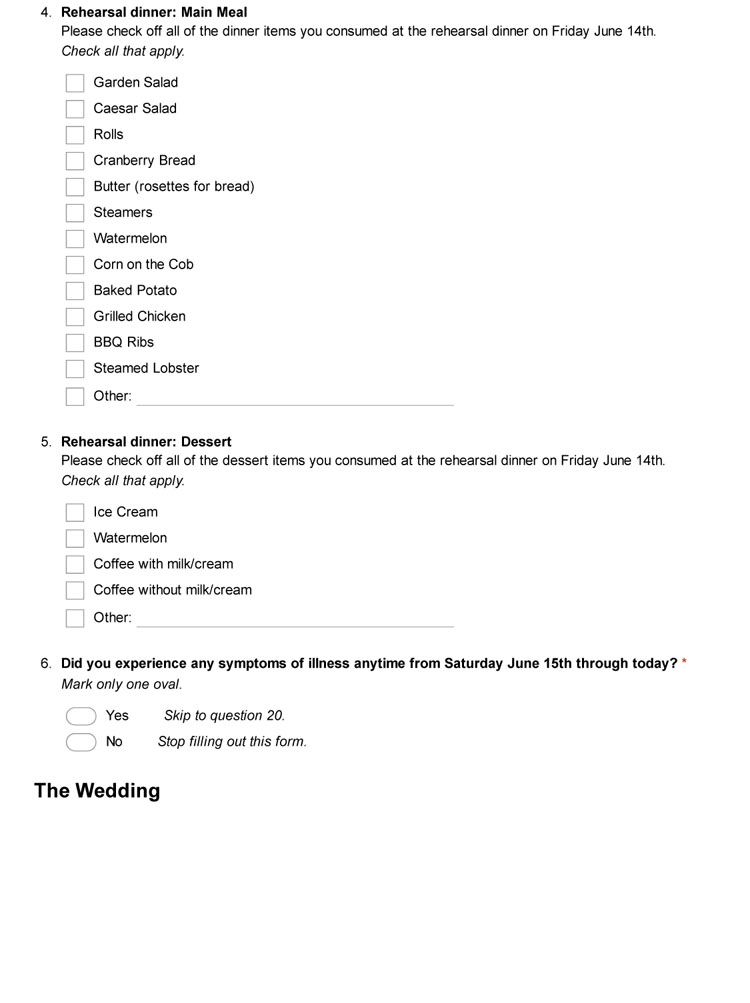 4. Rehearsal dinner: Main Meal
Please check off all of the dinner items you consumed at the rehearsal dinner on Friday June 14th.
Check all that apply.
Garden Salad
Caesar Salad
Rolls
Cranberry Bread
Butter (rosettes for bread)
Steamers
Watermelon
Corn on the Cob
Baked Potato
Grilled Chicken
BBQ Ribs
Steamed Lobster
Other:
5. Rehearsal dinner: Dessert
Please check off all of the dessert items you consumed at the rehearsal dinner on Friday June 14th.
Check all that apply.
Ice Cream
Watermelon
Coffee with milk/cream
Coffee without milk/cream
Other:
6. Did you experience any symptoms of illness anytime from Saturday June 15th through today? *
Mark only one oval.
Yes Skip to question 20.
No Stop filling out this form.
The Wedding